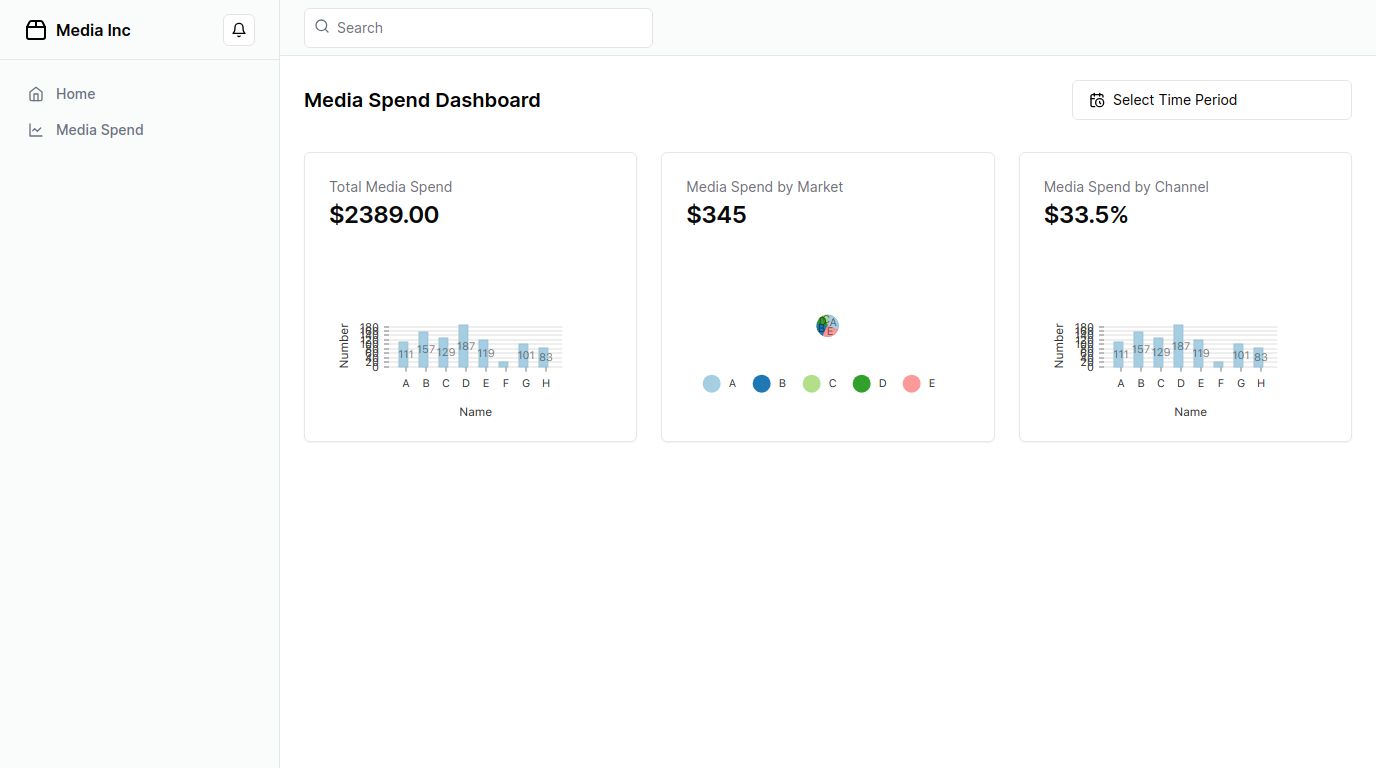 Media Inc
Search
Home
Media Spend
Media Spend Dashboard
Select Time Period
Total Media Spend
$2389.00
Number
180
0
111 157 129 187 119 101 83
A B C D E F G H
Name
Media Spend by Market
$345
D A
B E
A B C D E
Media Spend by Channel
$33.5%
Number
180
0
111 157 129 187 119 101 83
A B C D E F G H
Name